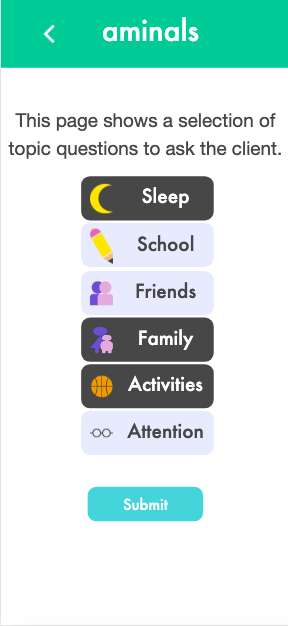 aminals
This page shows a selection of
topic questions to ask the client.
Sleep
School
Friends
Family
Activities
Attention
Submit